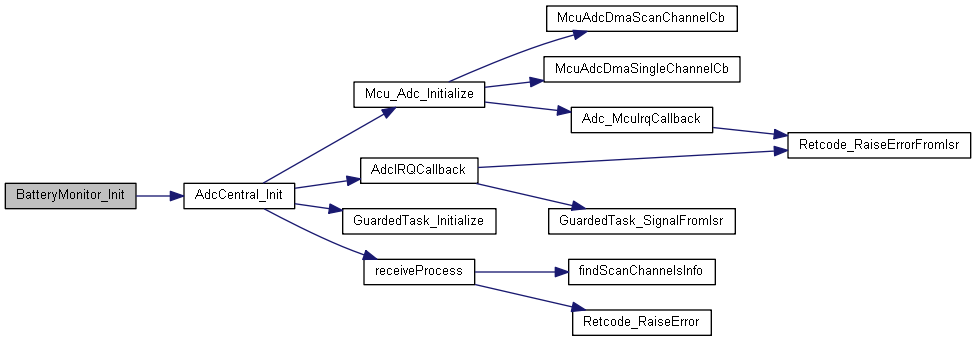 McuAdcDmaScanChannelCb
McuAdcDmaSingleChannelCb
Mcu_Adc_Initialize
Adc_McuIrqCallback
Retcode_RaiseErrorFromIsr
AdcIRQCallback
BatteryMonitor_Init
AdcCentral_Init
GuardedTask_Initialize
GuardedTask_SignalFromIsr
receiveProcess
findScanChannelsInfo
Retcode_RaiseError